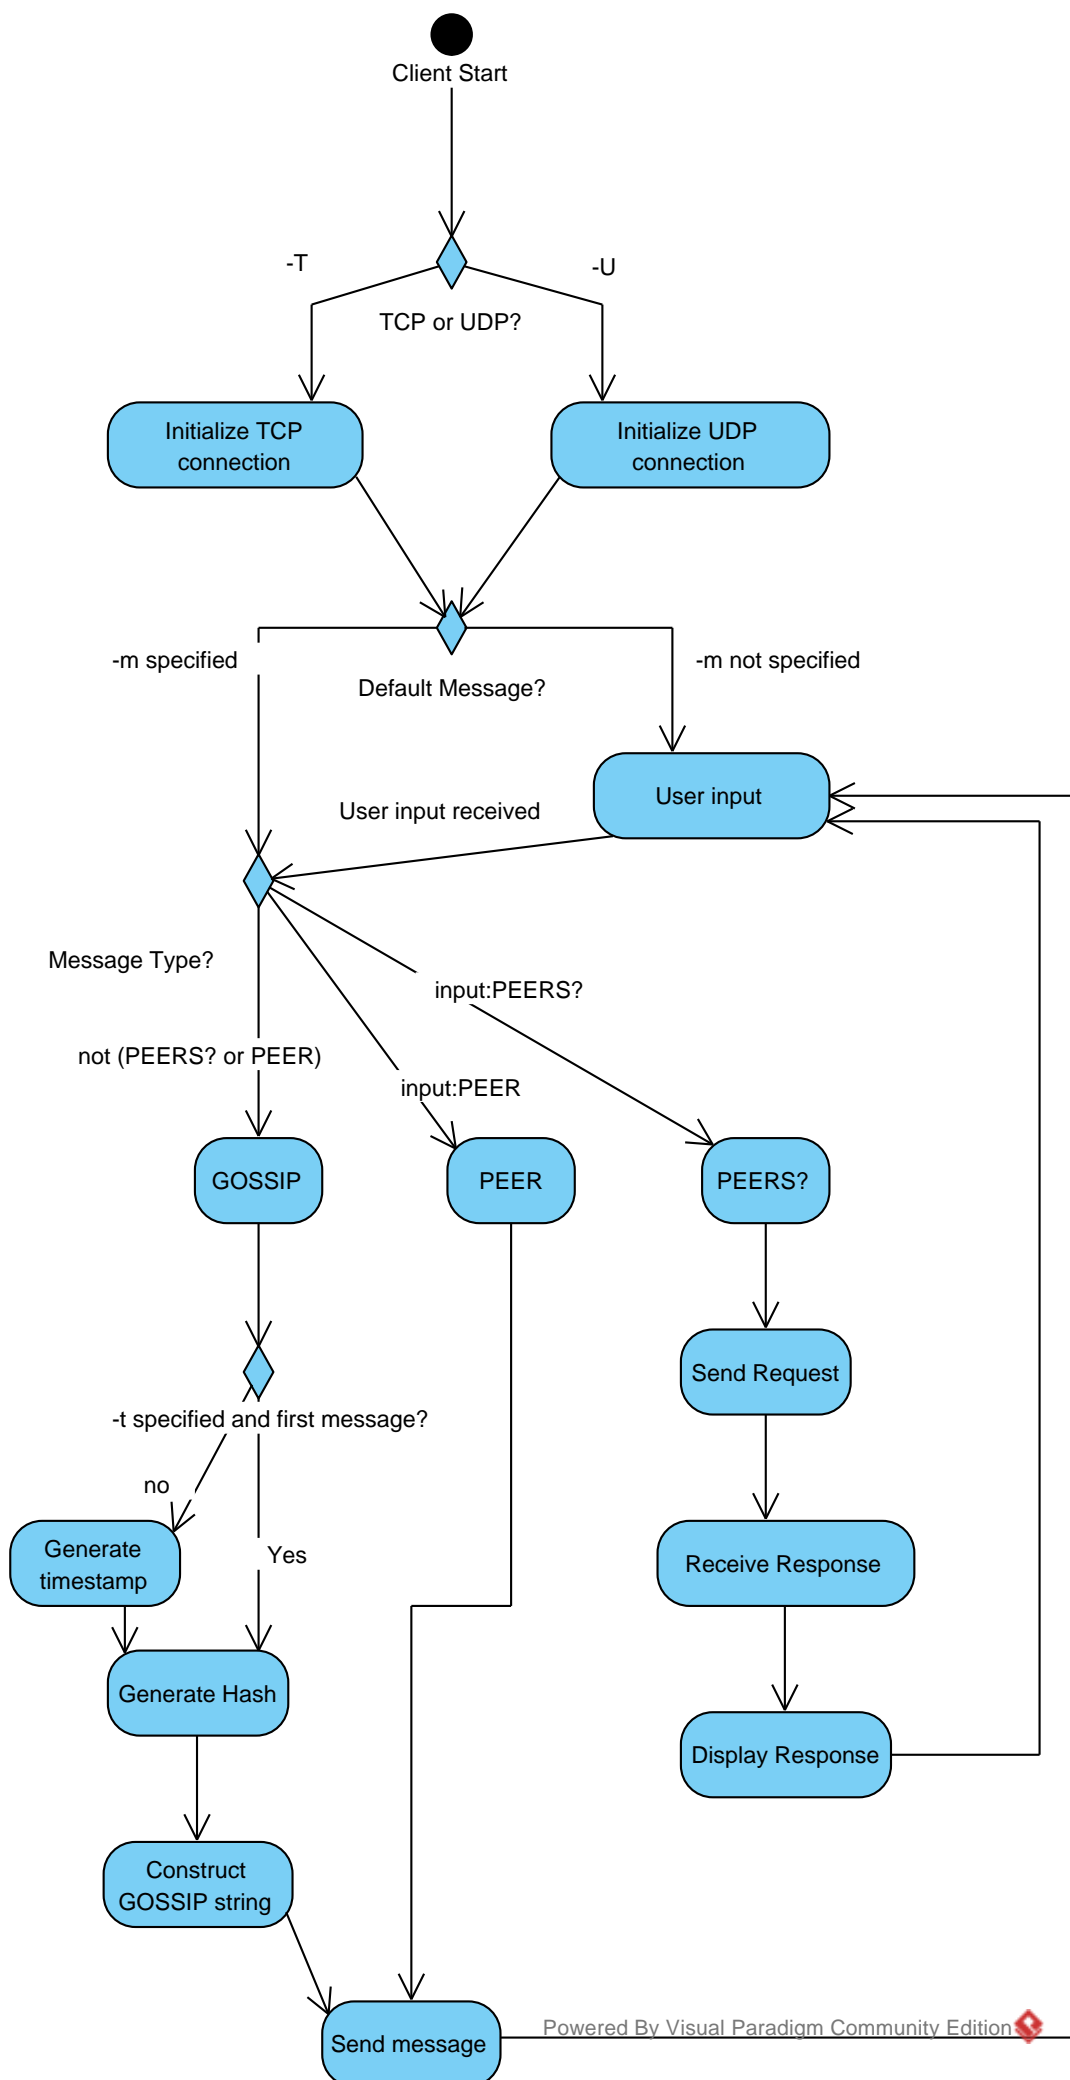 Client Start
-T
-U
TCP or UDP?
Initialize TCP
connection
Initialize UDP
connection
-m specified
-m not specified
Default Message?
User input
User input received
Message Type?
input:PEERS?
not (PEERS? or PEER)
input:PEER
GOSSIP
PEER
PEERS?
Send Request
-t specified and first message?
no
Yes
Generate
timestamp
Receive Response
Generate Hash
Display Response
Construct
GOSSIP string
Send message
Powered By Visual Paradigm Community Edition